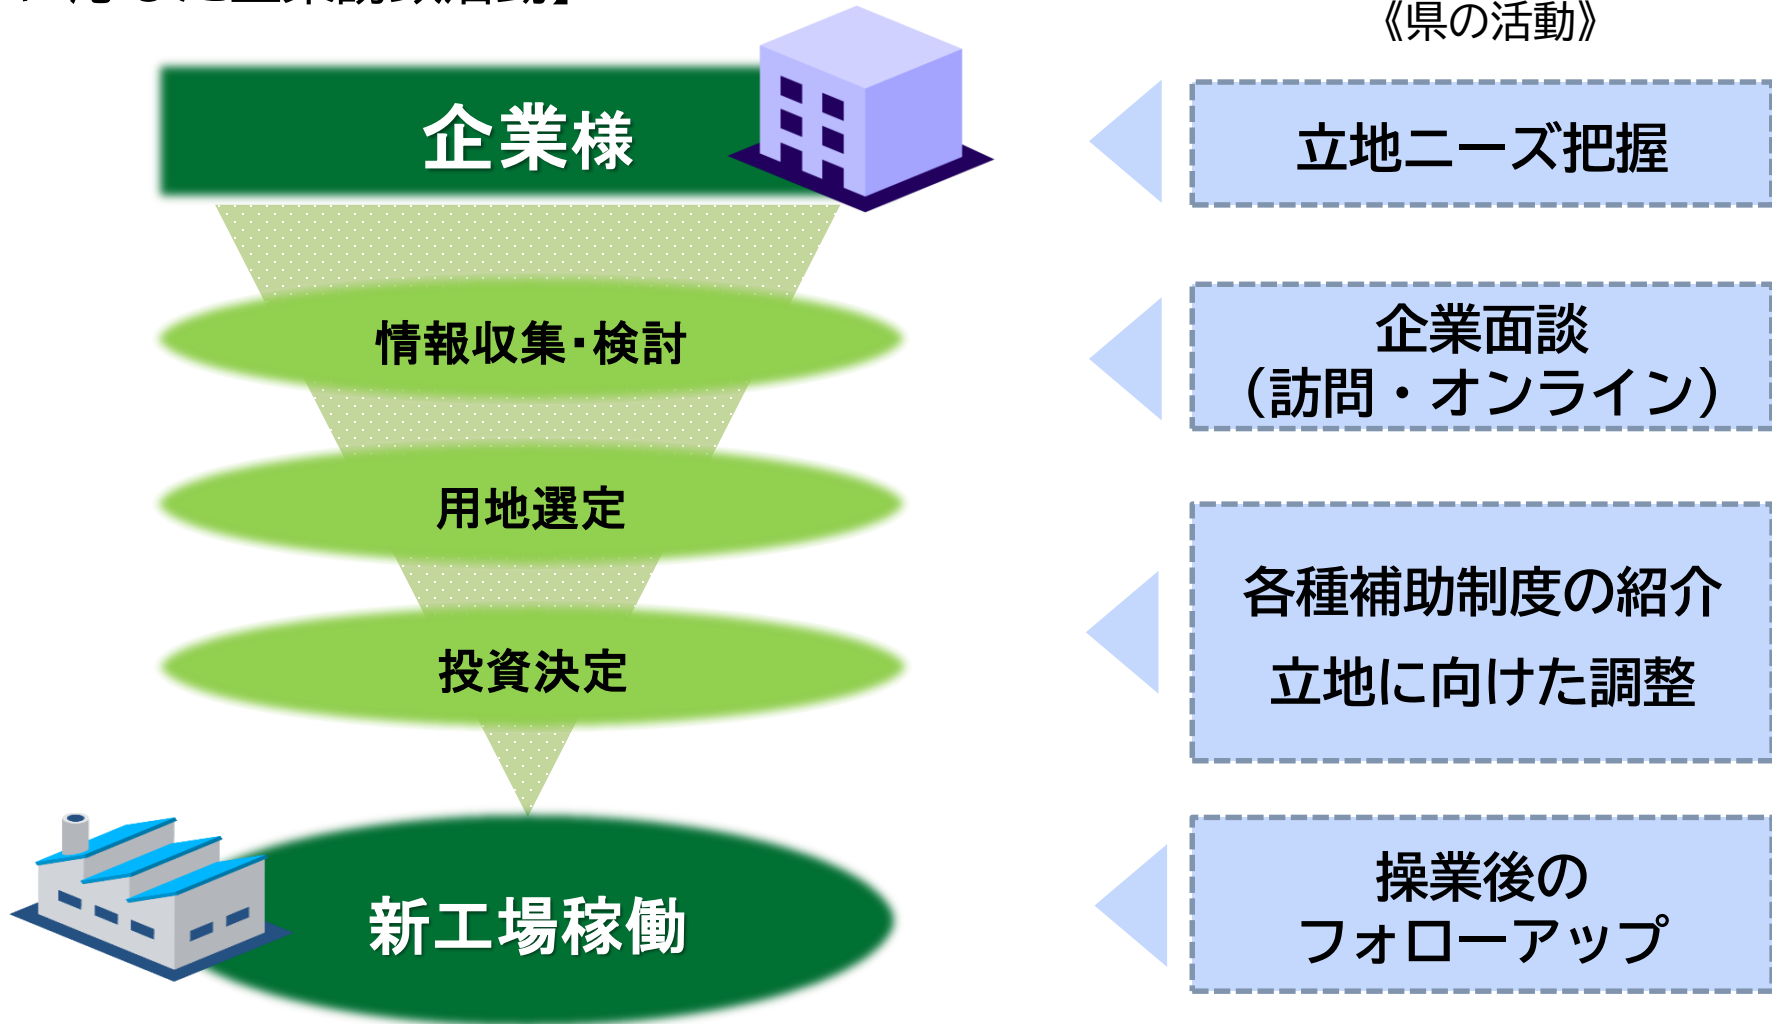 《県の活動》
企業様
立地ニーズ把握
情報収集・検討
企業面談
（訪問・オンライン）
用地選定
投資決定
各種補助制度の紹介
立地に向けた調整
新工場稼働
操業後の
フォローアップ